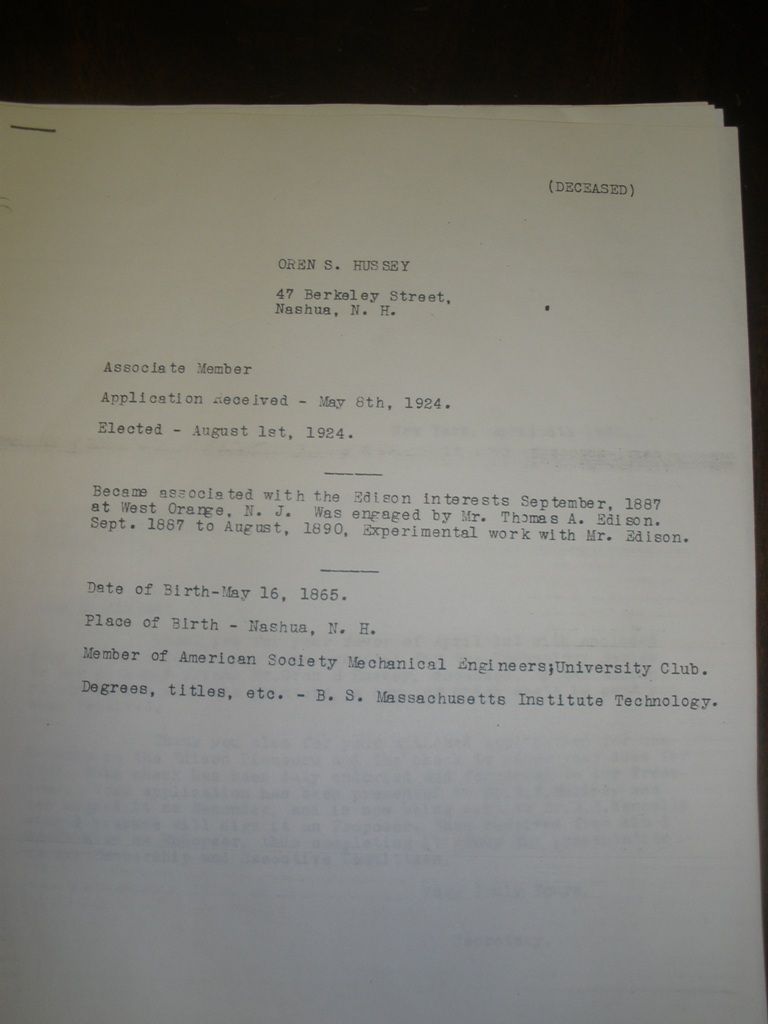 (DECEASED)
OREN S. HUSSEY
47 Berkeley Street,
Nashua, N. H.
Associate Member
Application Received - May 8th, 1924.
Elected - August 1st, 1924.
Became associated with the Edison interests September, 1887
at West Orange, N. J. Was engaged by Mr. Thomas A. Edison.
Sept. 1887 to August, 1890, Experimental work with Mr. Edison.
Date of Birth-May 16, 1865.
Place of Birth - Nashua, N. H.
Member of American Society Mechanical Engineers;University Club.
Degrees, titles, etc. - B. S. Massachusetts Institute Technology.